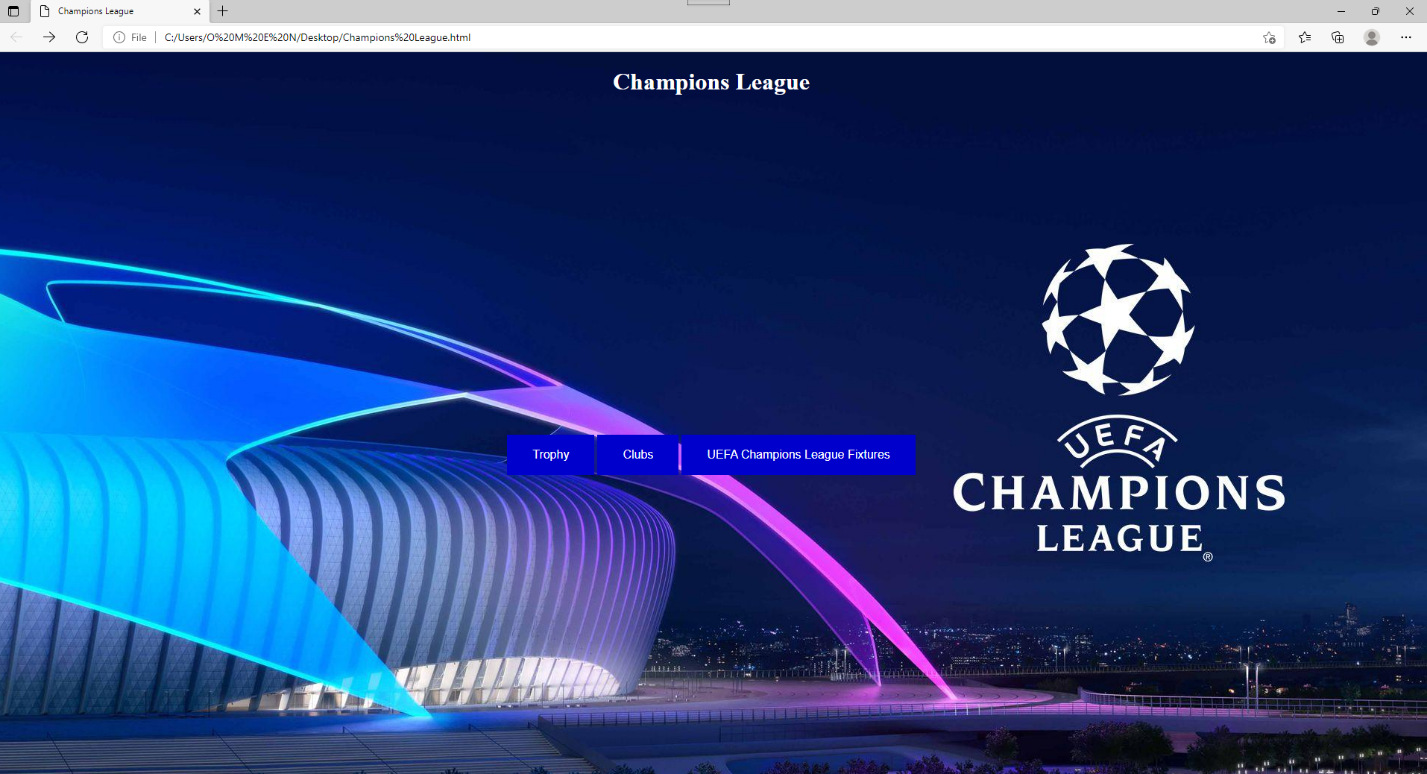 Champions League
File
C:/Users/O%20M%20E%20N/Desktop/Champions%20League.html
Champions League
Trophy
Clubs
UEFA Champions League Fixtures
UEFA
CHAMPIONS
LEAGUE®